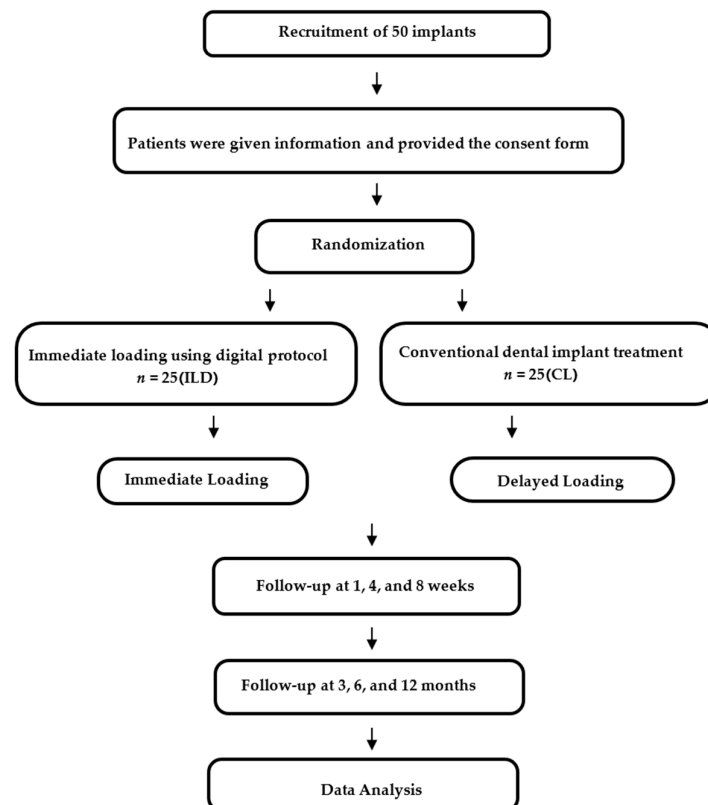 Recruitment of 50 implants
Patients were given information and provided the consent form
Randomization
Immediate loading using digital protocol
n = 25(ILD)
Conventional dental implant treatment
n = 25(CL)
Immediate Loading
Delayed Loading
Follow-up at 1, 4, and 8 weeks
Follow-up at 3, 6, and 12 months
Data Analysis